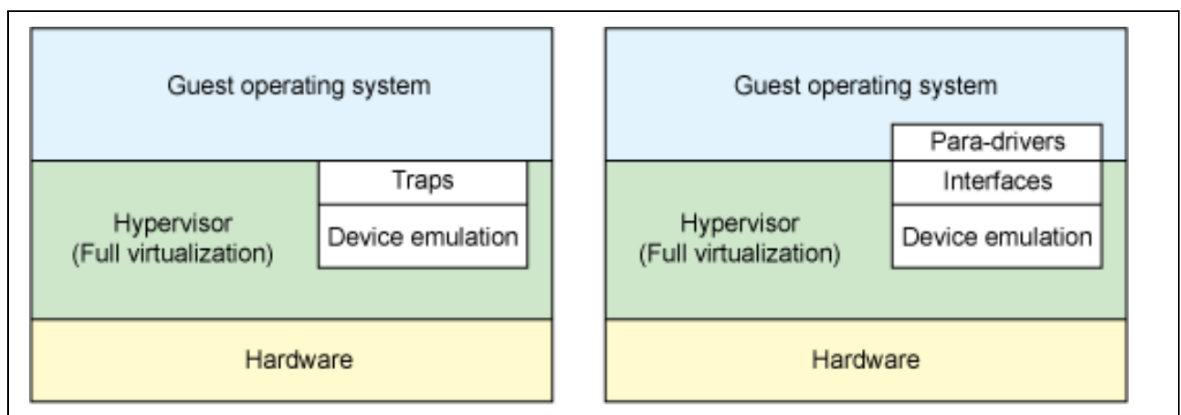 Guest operating system
Traps
Hypervisor
(Full virtualization)
Device emulation
Hardware
Guest operating system
Para-drivers
Interfaces
Hypervisor
(Full virtualization)
Device emulation
Hardware